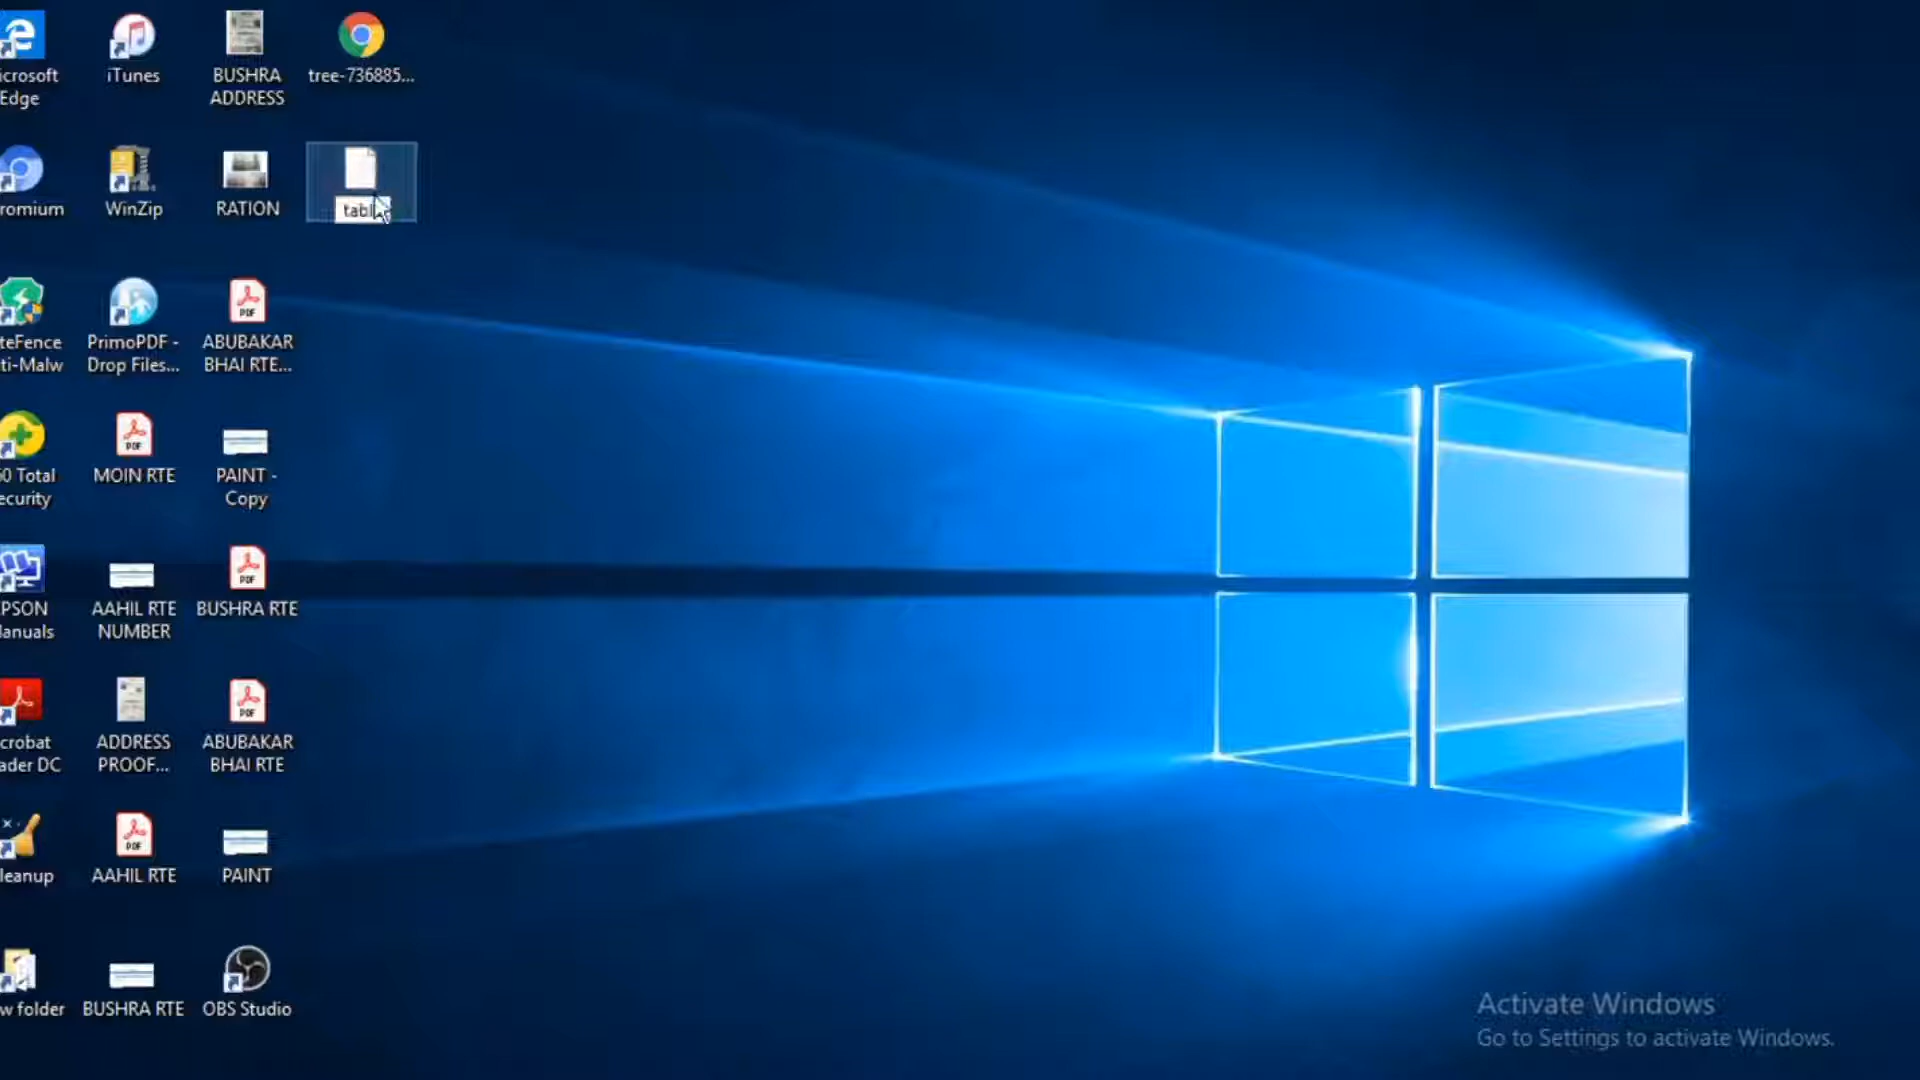 icrosoft
Edge
iTunes
BUSHRA
ADDRESS
tree-736885...
romium
WinZip
RATION
teFence
ti-Malw
PrimoPDF -
Drop Files...
ABUBAKAR
BHAI RTE...
0 Total
ecurity
MOIN RTE
PAINT -
Copy
PSON
anuals
AAHIL RTE
NUMBER
BUSHRA RTE
crobat
ader DC
ADDRESS
PROOF...
ABUBAKAR
BHAI RTE
leanup
AAHIL RTE
PAINT
w folder
BUSHRA RTE
OBS Studio
Activate Windows
Go to Settings to activate Windows.